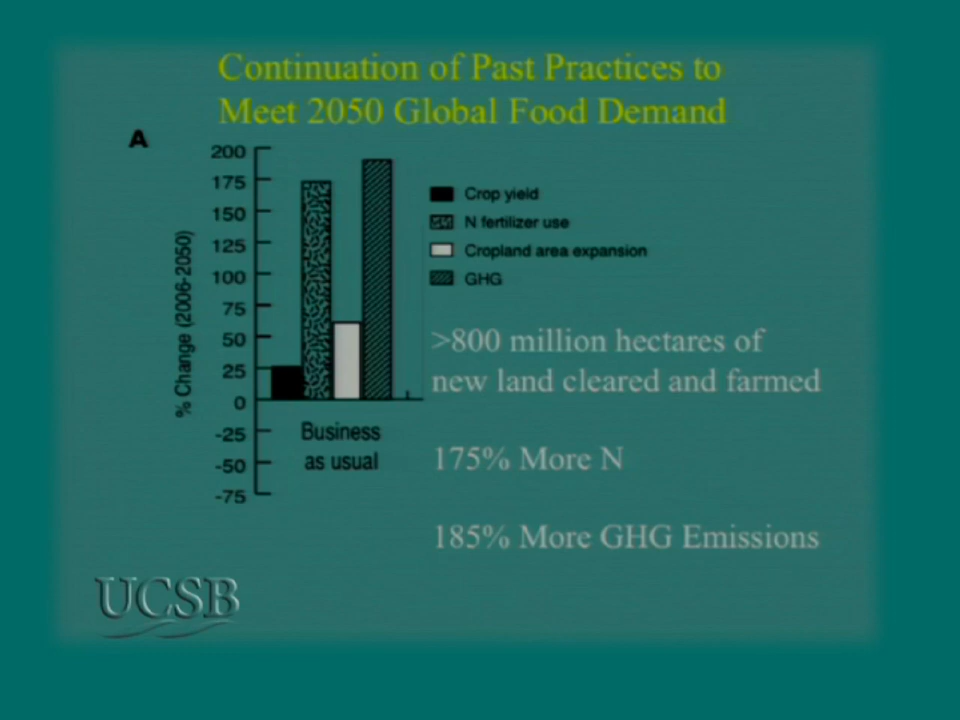 Continuation of Past Practices to
Meet 2050 Global Food Demand
A
200
175
150
125
100
75
50
25
0
-25
-50
-75
% Change (2006-2050)
Business
as usual
Crop yield
N fertilizer use
Cropland area expansion
GHG
>800 million hectares of
new land cleared and farmed
175% More N
185% More GHG Emissions
UCSB